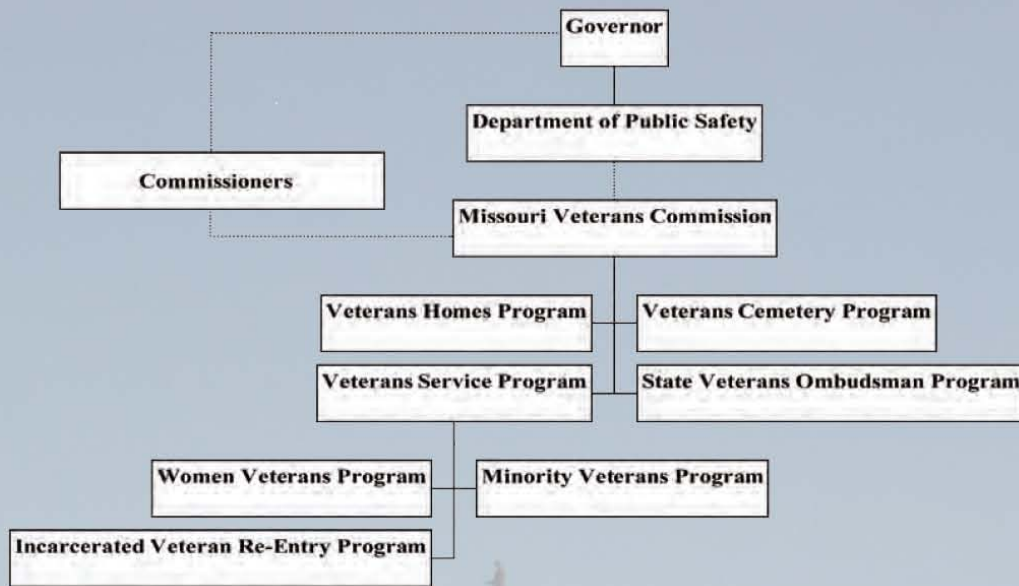 Governor
Department of Public Safety
Commissioners
Missouri Veterans Commission
Veterans Homes Program
Veterans Cemetery Program
Veterans Service Program
State Veterans Ombudsman Program
Women Veterans Program
Minority Veterans Program
Incarcerated Veteran Re-Entry Program